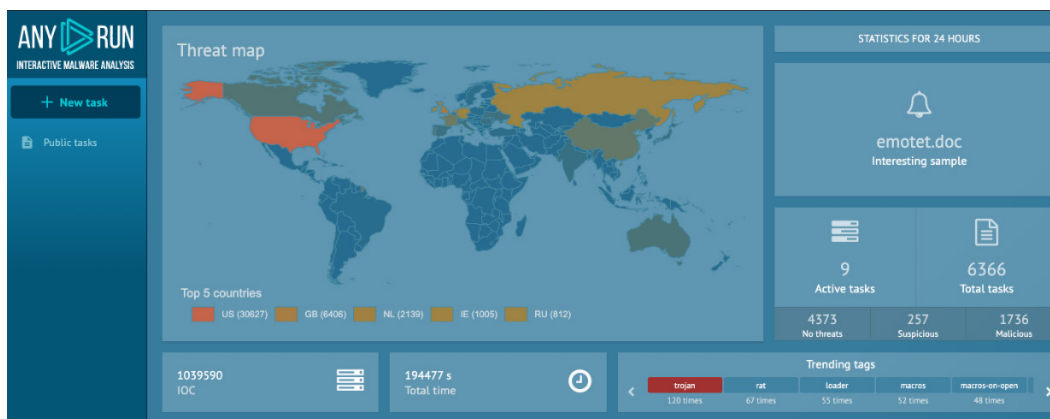 ANY RUN
INTERACTIVE MALWARE ANALYSIS
+ New task
Public tasks
Threat map
Top 5 countries
US (30627) GB (6406) NL (2139) IE (1005) RU (812)
STATISTICS FOR 24 HOURS
emotet.doc
Interesting sample
9
Active tasks
6366
Total tasks
4373
No threats
257
Suspicious
1736
Malicious
1039590
IOC
194477 s
Total time
Trending tags
trojan rat loader macros macros-on-open
120 times 67 times 55 times 52 times 48 times